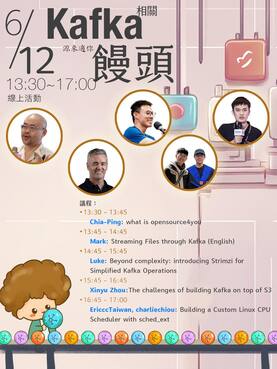 6/12
Kafka 相關
源來適你 饅頭
13:30~17:00
線上活動
議程：
・13:30 - 13:45
Chia-Ping: what is opensource4you
・13:45 - 14:45
Mark: Streaming Files through Kafka (English)
・14:45 - 15:45
Luke: Beyond complexity: introducing Strimzi for
Simplified Kafka Operations
・15:45 - 16:45
Xinyu Zhou:The challenges of building Kafka on top of S3
・16:45 - 17:00
EricccTaiwan, charliechiou: Building a Custom Linux CPU
Scheduler with sched_ext